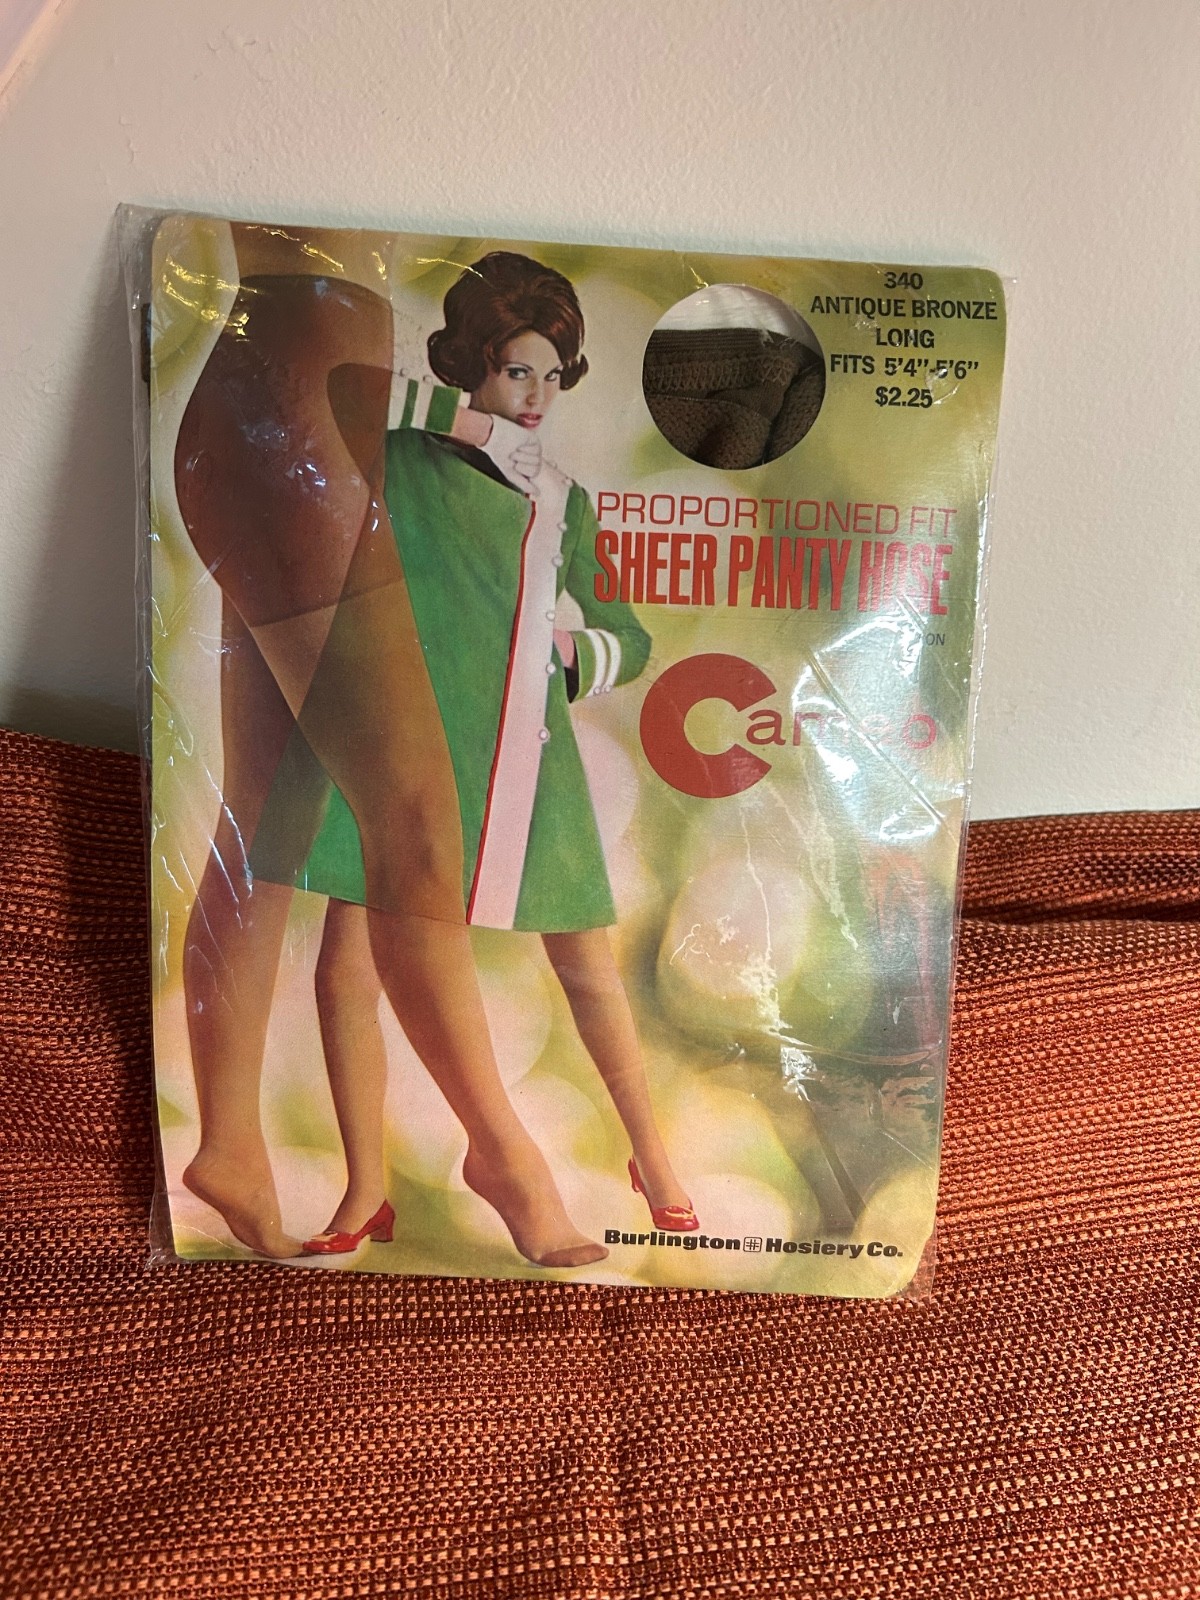 340
ANTIQUE BRONZE
LONG
FITS 5'4"-5'6"
$2.25
PROPORTIONED FIT
SHEER PANTY HOSE
Cameo
Burlington Hosiery Co.